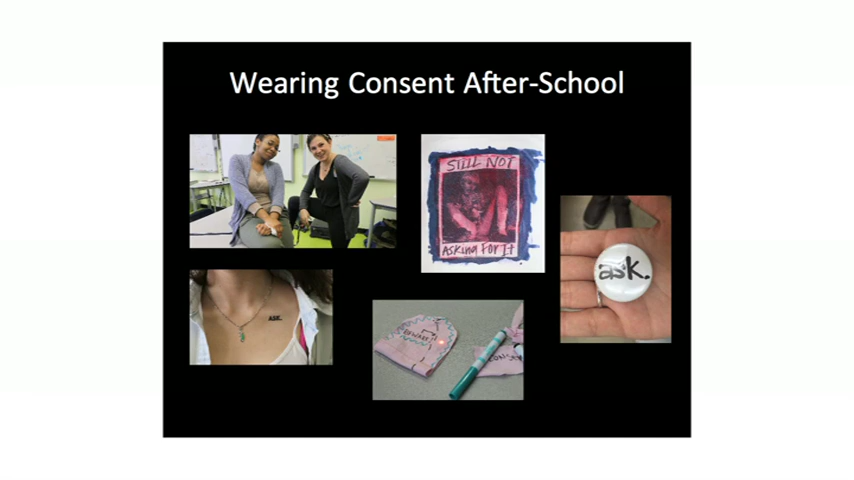 Wearing Consent After-School
STILL NOT
Asking For It
ask.
ASK.